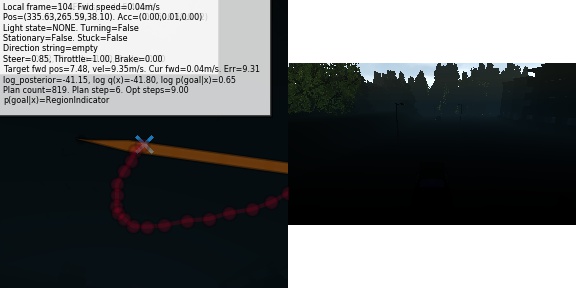 Local frame=104. Fwd speed=0.04m/s
Pos=(335.63,265.59,38.10). Acc=(0.00,0.01,0.00)
Light state=NONE. Turning=False
Stationary=False. Stuck=False
Direction string=empty
Steer=0.85, Throttle=1.00, Brake=0.00
Target fwd pos=7.48, vel=9.35m/s. Cur fwd=0.04m/s. Err=9.31
log_posterior=-41.15, log q(x)=-41.80, log p(goal|x)=0.65
Plan count=819. Plan step=6. Opt steps=9.00
p(goal|x)=RegionIndicator